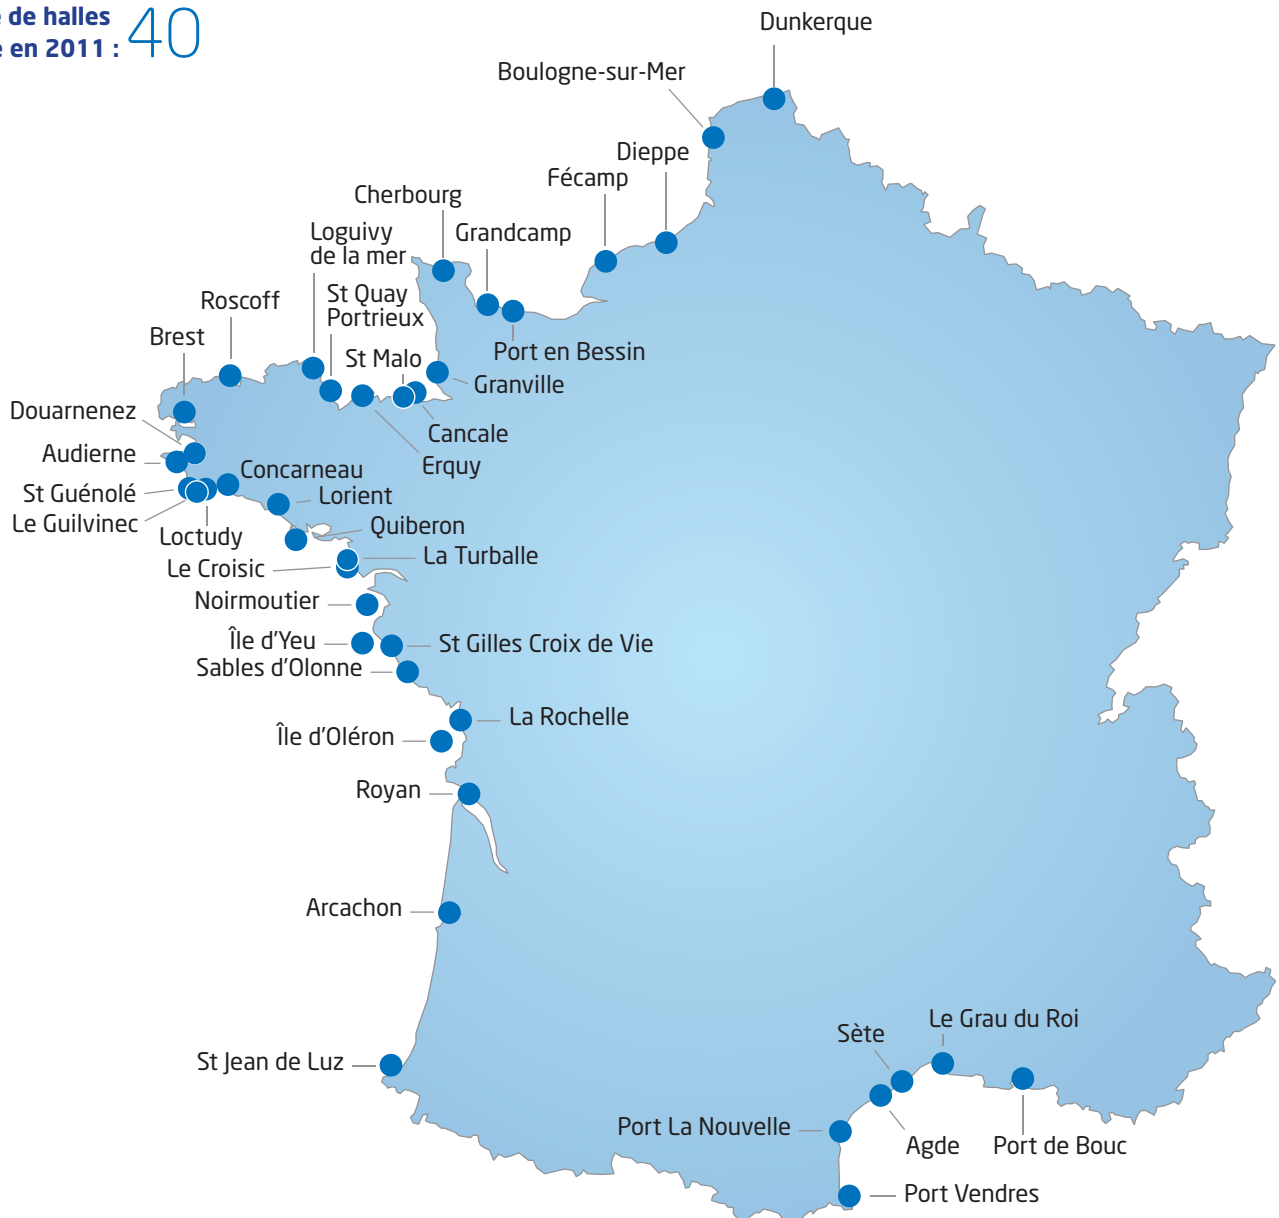 de halles
en 2011 : 40
Dunkerque
Boulogne-sur-Mer
Dieppe
Fécamp
Cherbourg
Grandcamp
Loguivy
de la mer
St Quay
Portrieux
Roscoff
Brest
St Malo
Port en Bessin
Granville
Cancale
Erquy
Douarnenez
Audierne
St Guénolé
Le Guilvinec
Loctudy
Concarneau
Lorient
Quiberon
La Turballe
Le Croisic
Noirmoutier
Île d'Yeu
St Gilles Croix de Vie
Sables d'Olonne
La Rochelle
Île d'Oléron
Royan
Arcachon
St Jean de Luz
Sète
Le Grau du Roi
Port La Nouvelle
Agde
Port de Bouc
Port Vendres